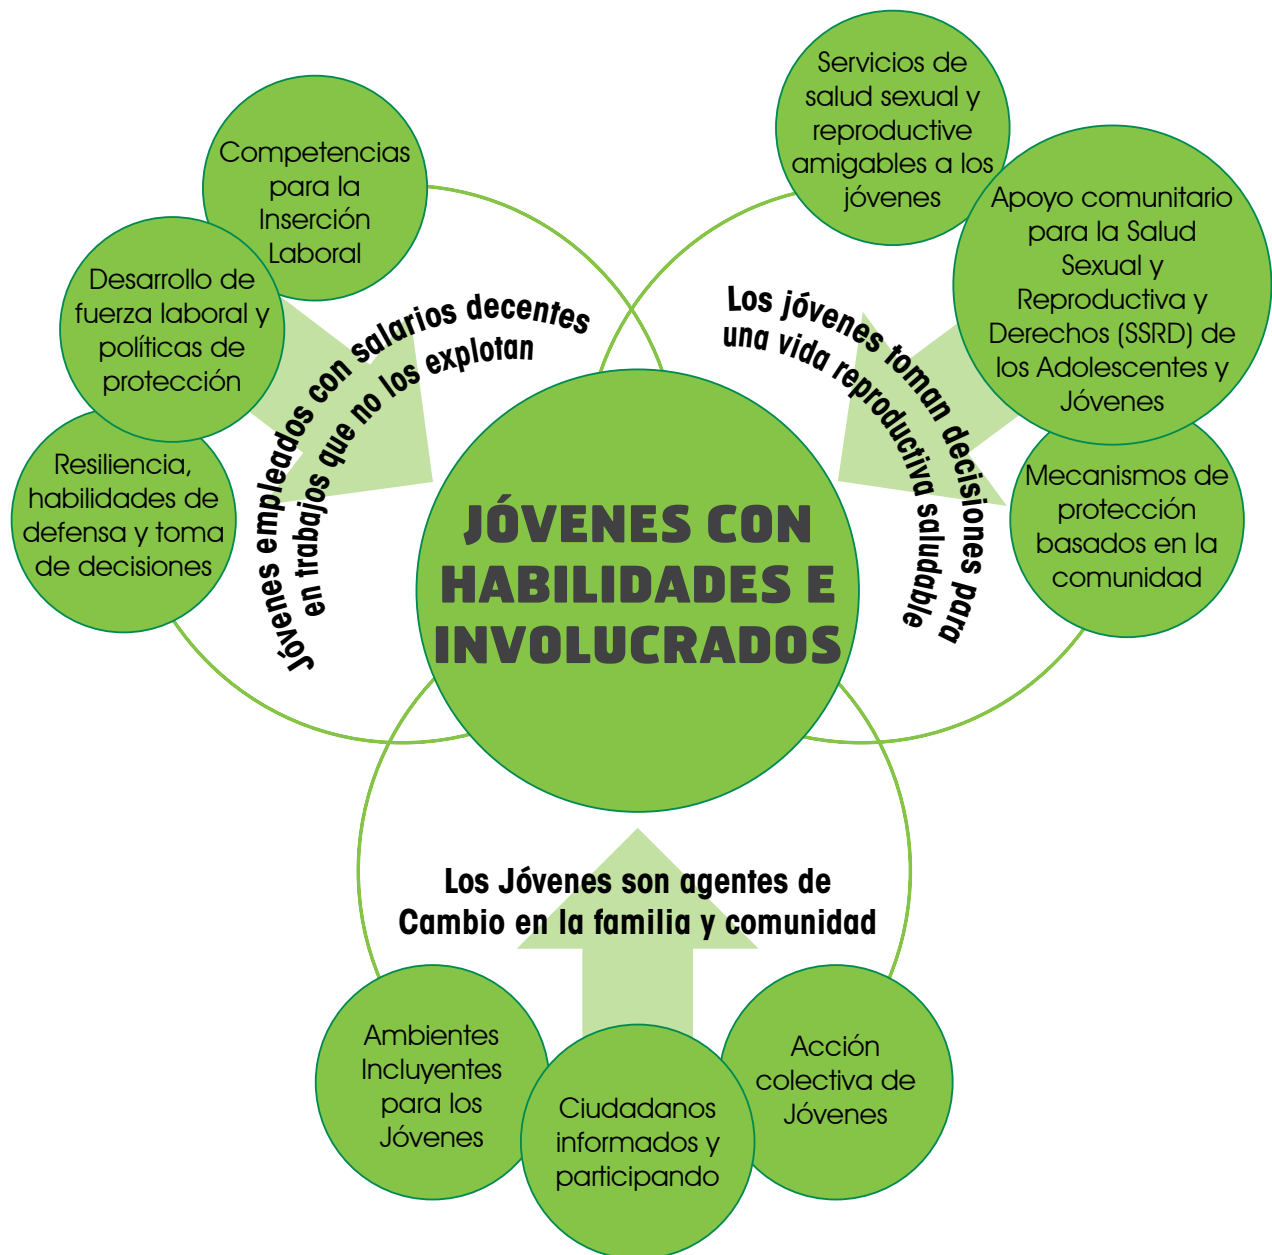 Competencias
para la
Inserción
Laboral
Desarrollo de
fuerza laboral y
políticas de
protección
Resiliencia,
habilidades de
defensa y toma
de decisiones
Jóvenes empleados con salarios decentes
en trabajos que no los explotan
Servicios de
salud sexual y
reproductive
amigables a los
jóvenes
Apoyo comunitario
para la Salud
Sexual y
Reproductiva y
Derechos (SSRD) de
los Adolescentes y
Jóvenes
Mecanismos de
protección
basados en la
comunidad
Los jóvenes toman decisiones para
una vida reproductiva saludable
JÓVENES CON
HABILIDADES E
INVOLUCRADOS
Los Jóvenes son agentes de
Cambio en la familia y comunidad
Ambientes
Incluyentes
para los
Jóvenes
Ciudadanos
informados y
participando
Acción
colectiva de
Jóvenes